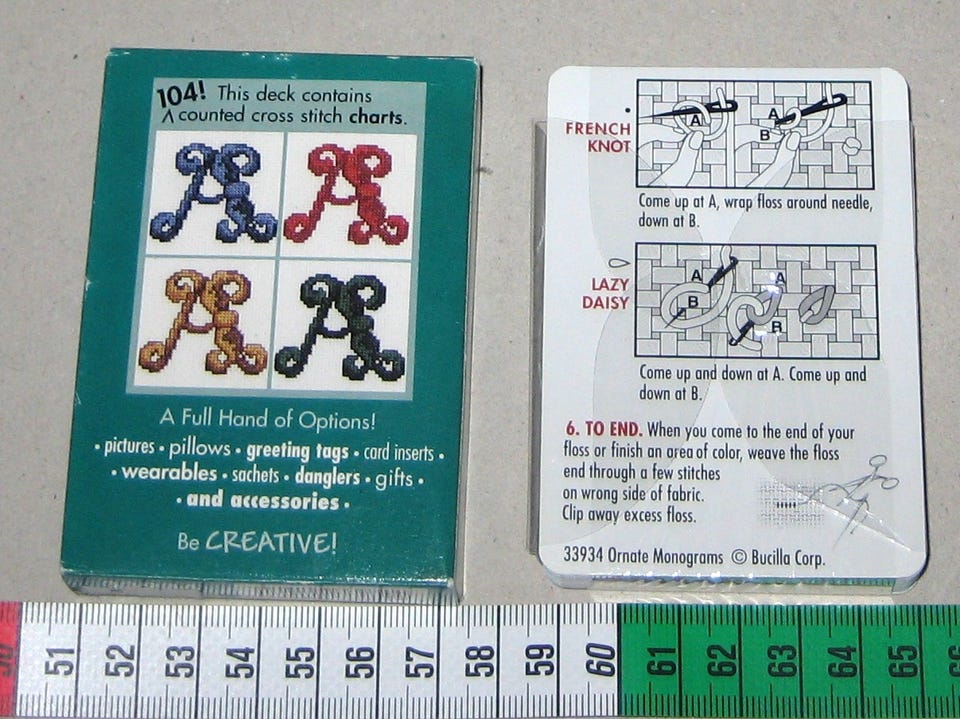 104! This deck contains
^ counted cross stitch charts.
A Full Hand of Options!
• pictures • pillows • greeting tags • card inserts •
• wearables • sachets • danglers • gifts •
• and accessories •
Be CREATIVE!
FRENCH
KNOT
A
A
B
Come up at A, wrap floss around needle,
down at B.
LAZY
DAISY
A
B
A
B
Come up and down at A. Come up and
down at B.
6. TO END. When you come to the end of your
floss or finish an area of color, weave the floss
end through a few stitches
on wrong side of fabric.
Clip away excess floss.
33934 Ornate Monograms © Bucilla Corp.
50 51 52 53 54 55 56 57 58 59 60 61 62 63 64 65 66